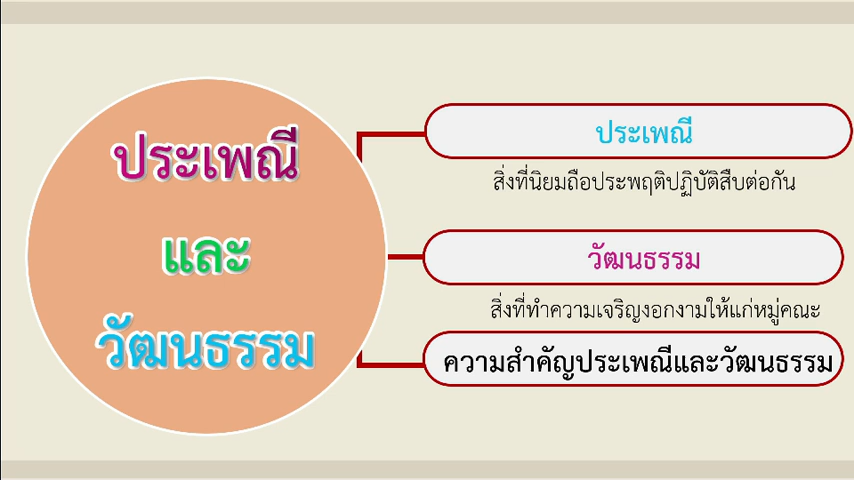 ประเพณี
และ
วัฒนธรรม
ประเพณี
สิ่งที่นิยมถือประพฤติปฏิบัติสืบต่อกัน
วัฒนธรรม
สิ่งที่ทำความเจริญงอกงามให้แก่หมู่คณะ
ความสำคัญประเพณีและวัฒนธรรม